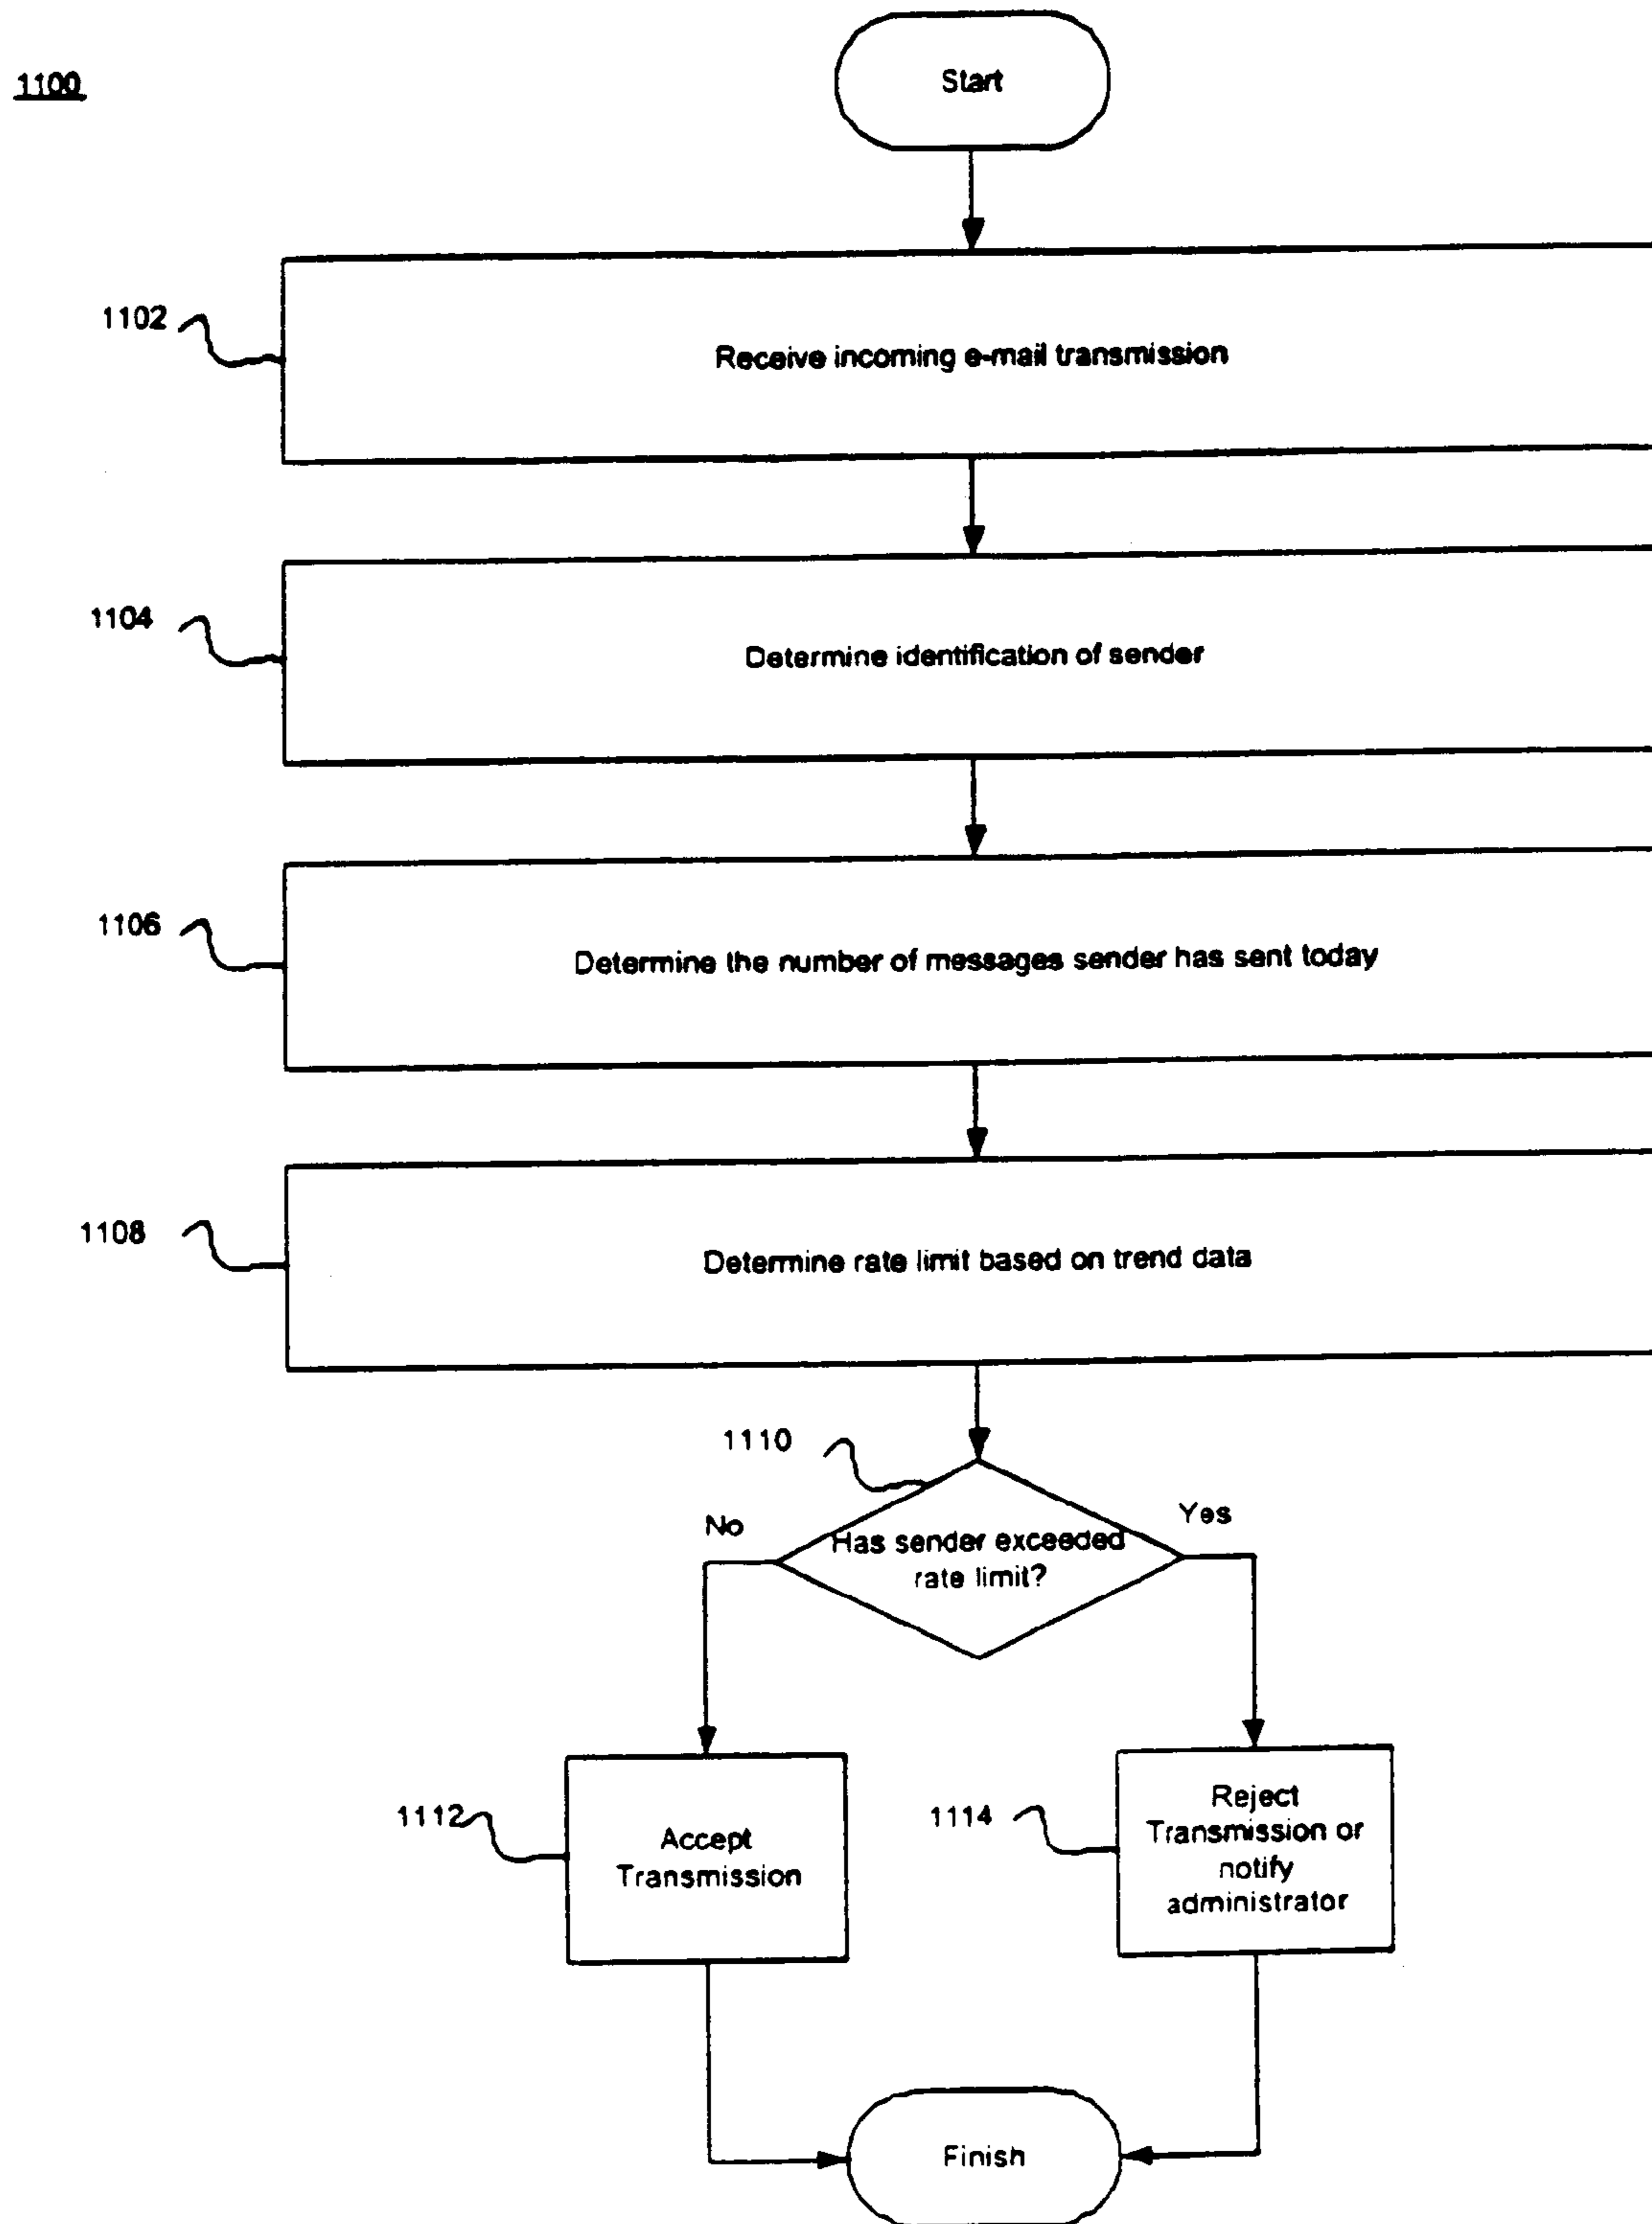 1100
Start
1102
Receive incoming e-mail transmission
1104
Determine identification of sender
1106
Determine the number of messages sender has sent today
1108
Determine rate limit based on trend data
1110
No
Yes
Has sender exceeded
rate limit?
1112
Accept
Transmission
1114
Reject
Transmission or
notify
administrator
Finish